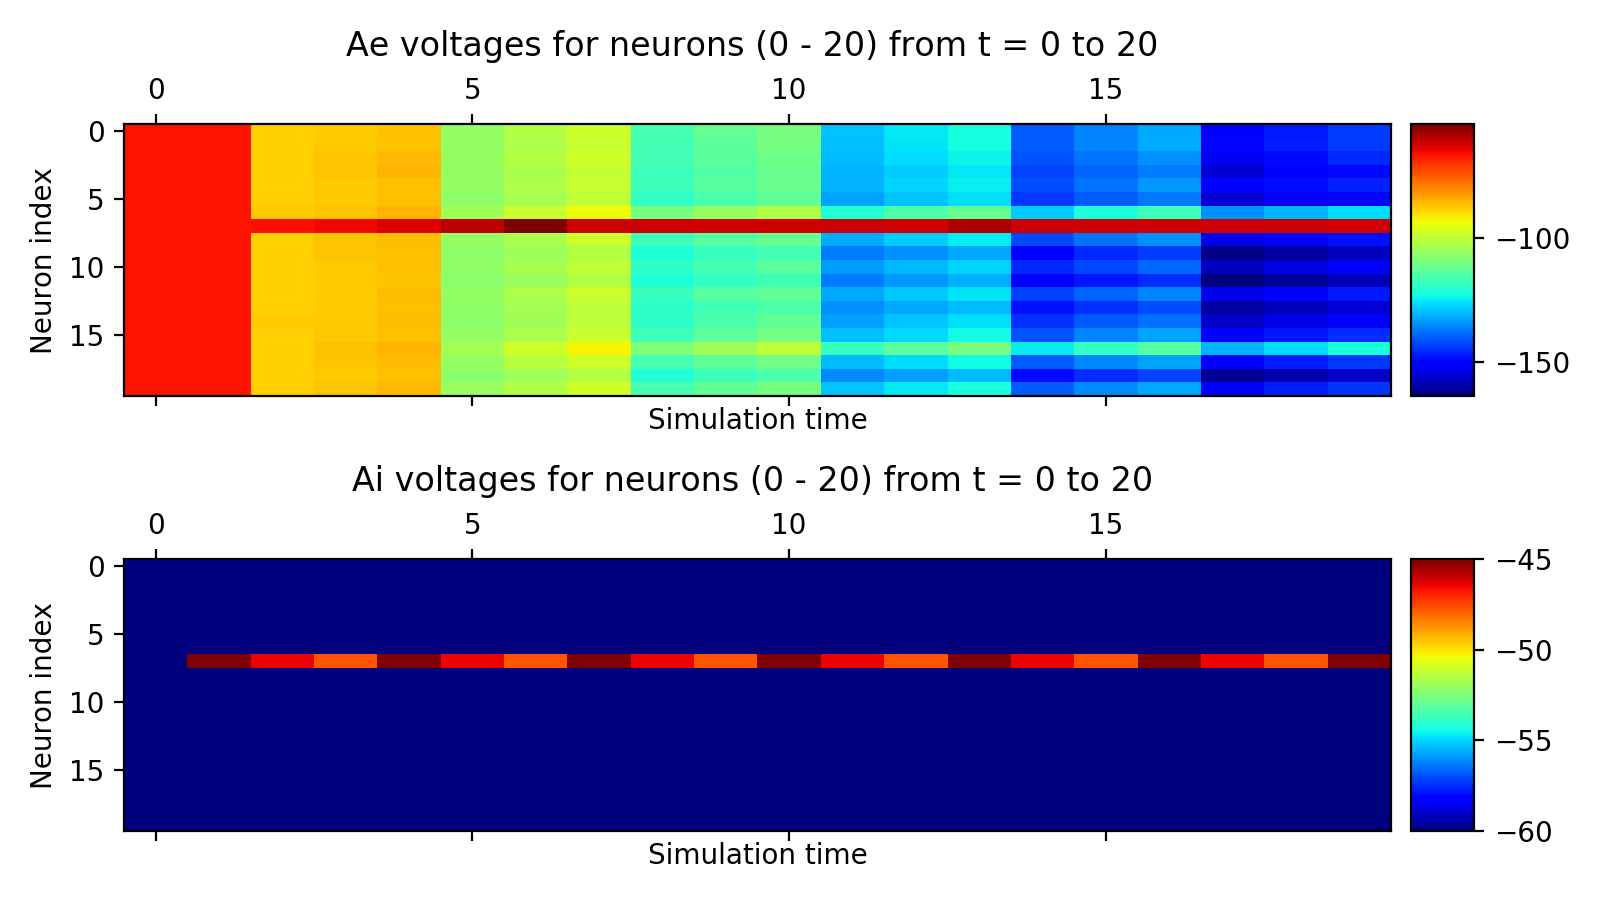 Ae voltages for neurons (0 - 20) from t = 0 to 20
0 5 10 15
Neuron index
0
5
10
15
Simulation time
−100
−150
Ai voltages for neurons (0 - 20) from t = 0 to 20
0 5 10 15
Neuron index
0
5
10
15
Simulation time
−45
−50
−55
−60